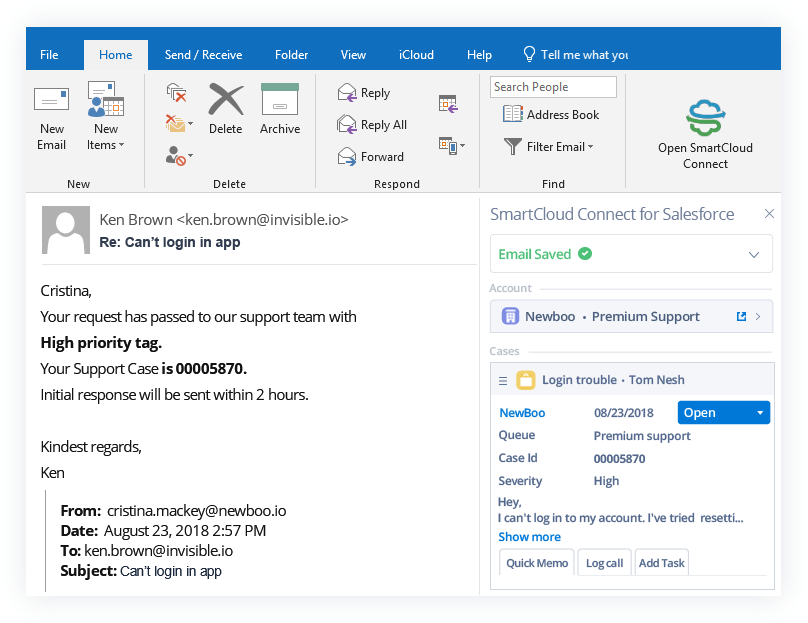 File Home Send / Receive Folder View iCloud Help Tell me what you
New Email
New Items
New
Delete
Archive
Delete
Reply
Reply All
Forward
Respond
Search People
Address Book
Filter Email
Find
Open SmartCloud Connect
Ken Brown <ken.brown@invisible.io>
Re: Can't login in app
Cristina,
Your request has passed to our support team with
High priority tag.
Your Support Case is 00005870.
Initial response will be sent within 2 hours.
Kindest regards,
Ken
From: cristina.mackey@newboo.io
Date: August 23, 2018 2:57 PM
To: ken.brown@invisible.io
Subject: Can't login in app
SmartCloud Connect for Salesforce
Email Saved
Account
Newboo • Premium Support
Cases
Login trouble • Tom Nesh
NewBoo 08/23/2018 Open
Queue Premium support
Case Id 00005870
Severity High
Hey,
I can't log in to my account. I've tried resetti...
Show more
Quick Memo Log call Add Task